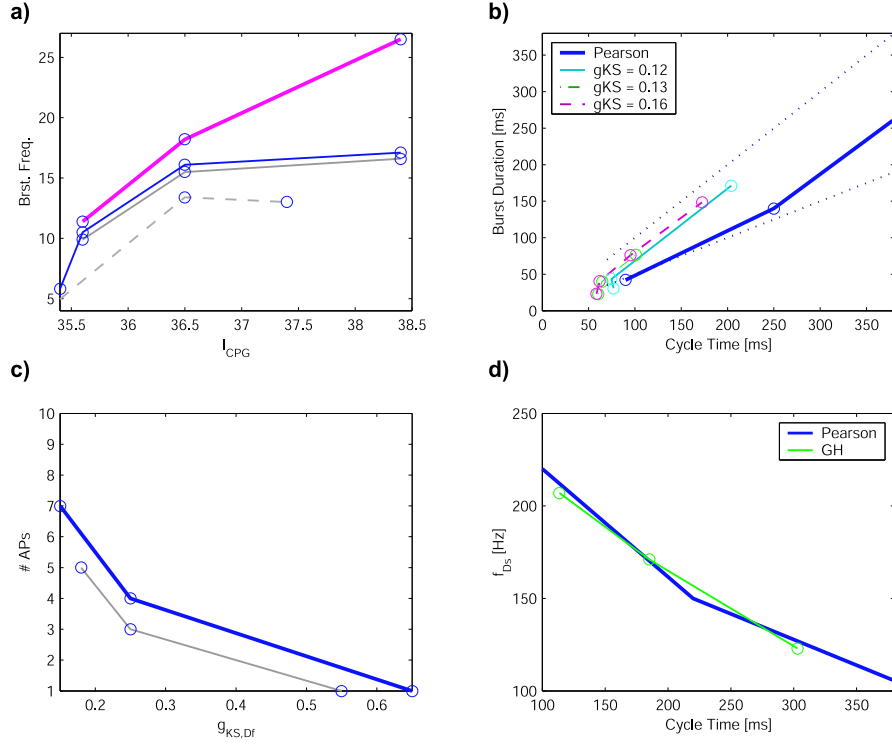 a)
25
20
15
10
5
Brst. Freq.
35.5 36 36.5 37 37.5 38 38.5
I_CPG
b)
350
300
250
200
150
100
50
0
Burst Duration [ms]
Pearson
gKS = 0.12
gKS = 0.13
gKS = 0.16
0 50 100 150 200 250 300 350
Cycle Time [ms]
c)
10
9
8
7
6
5
4
3
2
1
# APs
0.2 0.3 0.4 0.5 0.6
g_KS,Df
d)
250
200
150
100
f_Ds [Hz]
Pearson
GH
100 150 200 250 300 350
Cycle Time [ms]